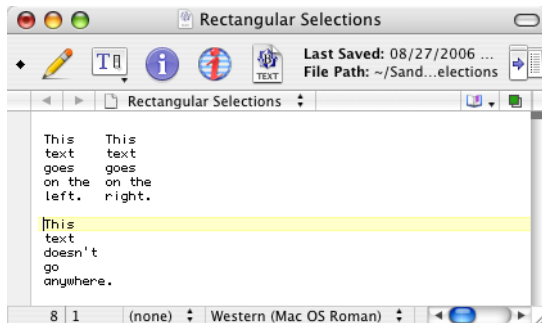 Rectangular Selections
Last Saved: 08/27/2006 ...
File Path: ~/Sand...elections
TEXT
Rectangular Selections
This    This
text    text
goes    goes
on the  on the
left.   right.
This
text
doesn't
go
anywhere.
8 1 (none) Western (Mac OS Roman)